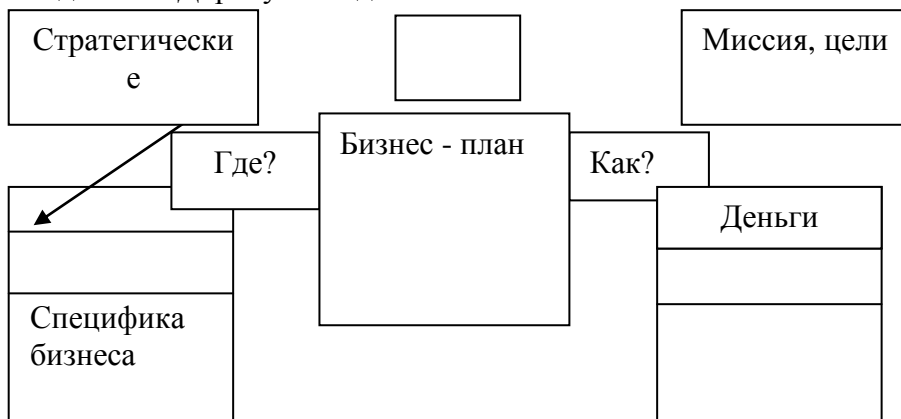 Стратегически
е
Миссия, цели
Где?
Бизнес - план
Как?
Деньги
Специфика
бизнеса